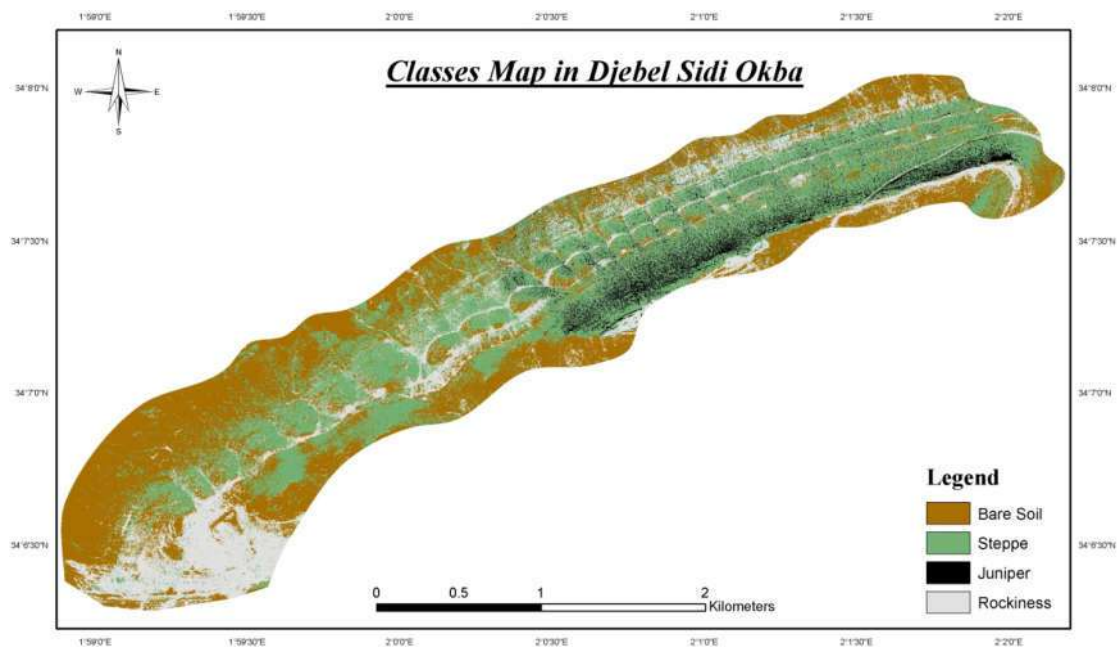 1°59'0"E 1°59'30"E 2°0'0"E 2°0'30"E 2°1'0"E 2°1'30"E 2°2'0"E
Classes Map in Djebel Sidi Okba
N
W E
S
34°8'0"N 34°8'0"N
34°7'30"N 34°7'30"N
34°7'0"N 34°7'0"N
34°6'30"N 34°6'30"N
Legend
Bare Soil
Steppe
Juniper
Rockiness
0 0.5 1 2
Kilometers
1°59'0"E 1°59'30"E 2°0'0"E 2°0'30"E 2°1'0"E 2°1'30"E 2°2'0"E